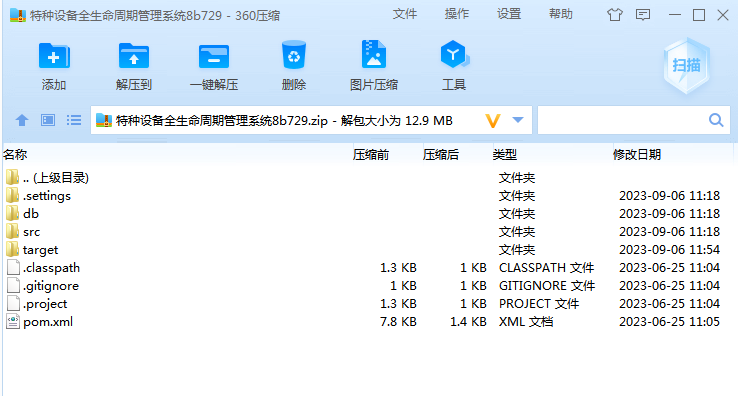 特种设备全生命周期管理系统8b729 - 360压缩 文件 操作 设置 帮助
添加 解压到 一键解压 删除 图片压缩 工具 扫描
特种设备全生命周期管理系统8b729.zip - 解包大小为 12.9 MB
名称 压缩前 压缩后 类型 修改日期
.. (上级目录) 文件夹
.settings 文件夹 2023-09-06 11:18
db 文件夹 2023-09-06 11:18
src 文件夹 2023-09-06 11:18
target 文件夹 2023-09-06 11:54
.classpath 1.3 KB 1 KB CLASSPATH 文件 2023-06-25 11:04
.gitignore 1 KB 1 KB GITIGNORE 文件 2023-06-25 11:04
.project 1.3 KB 1 KB PROJECT 文件 2023-06-25 11:04
pom.xml 7.8 KB 1.4 KB XML 文档 2023-06-25 11:05